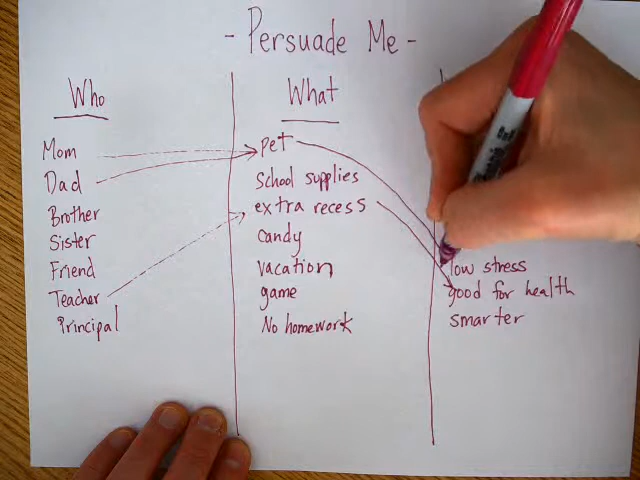 - Persuade Me -
Who
Mom
Dad
Brother
Sister
Friend
Teacher
Principal
What
pet
School supplies
extra recess
candy
vacation
game
No homework
low stress
good for health
smarter